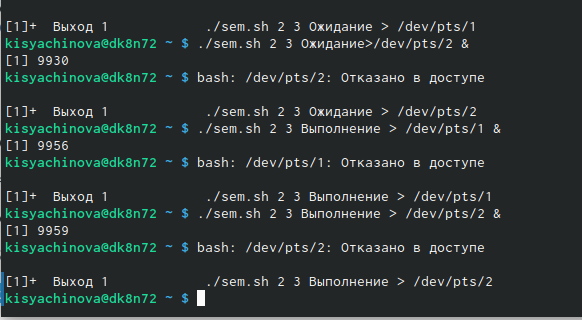 [1]+  Выход 1            ./sem.sh 2 3 Ожидание > /dev/pts/1
kisyachinova@dk8n72 ~ $ ./sem.sh 2 3 Ожидание>/dev/pts/2 &
[1] 9930
kisyachinova@dk8n72 ~ $ bash: /dev/pts/2: Отказано в доступе
[1]+  Выход 1            ./sem.sh 2 3 Ожидание > /dev/pts/2
kisyachinova@dk8n72 ~ $ ./sem.sh 2 3 Выполнение > /dev/pts/1 &
[1] 9956
kisyachinova@dk8n72 ~ $ bash: /dev/pts/1: Отказано в доступе
[1]+  Выход 1            ./sem.sh 2 3 Выполнение > /dev/pts/1
kisyachinova@dk8n72 ~ $ ./sem.sh 2 3 Выполнение > /dev/pts/2 &
[1] 9959
kisyachinova@dk8n72 ~ $ bash: /dev/pts/2: Отказано в доступе
[1]+  Выход 1            ./sem.sh 2 3 Выполнение > /dev/pts/2
kisyachinova@dk8n72 ~ $